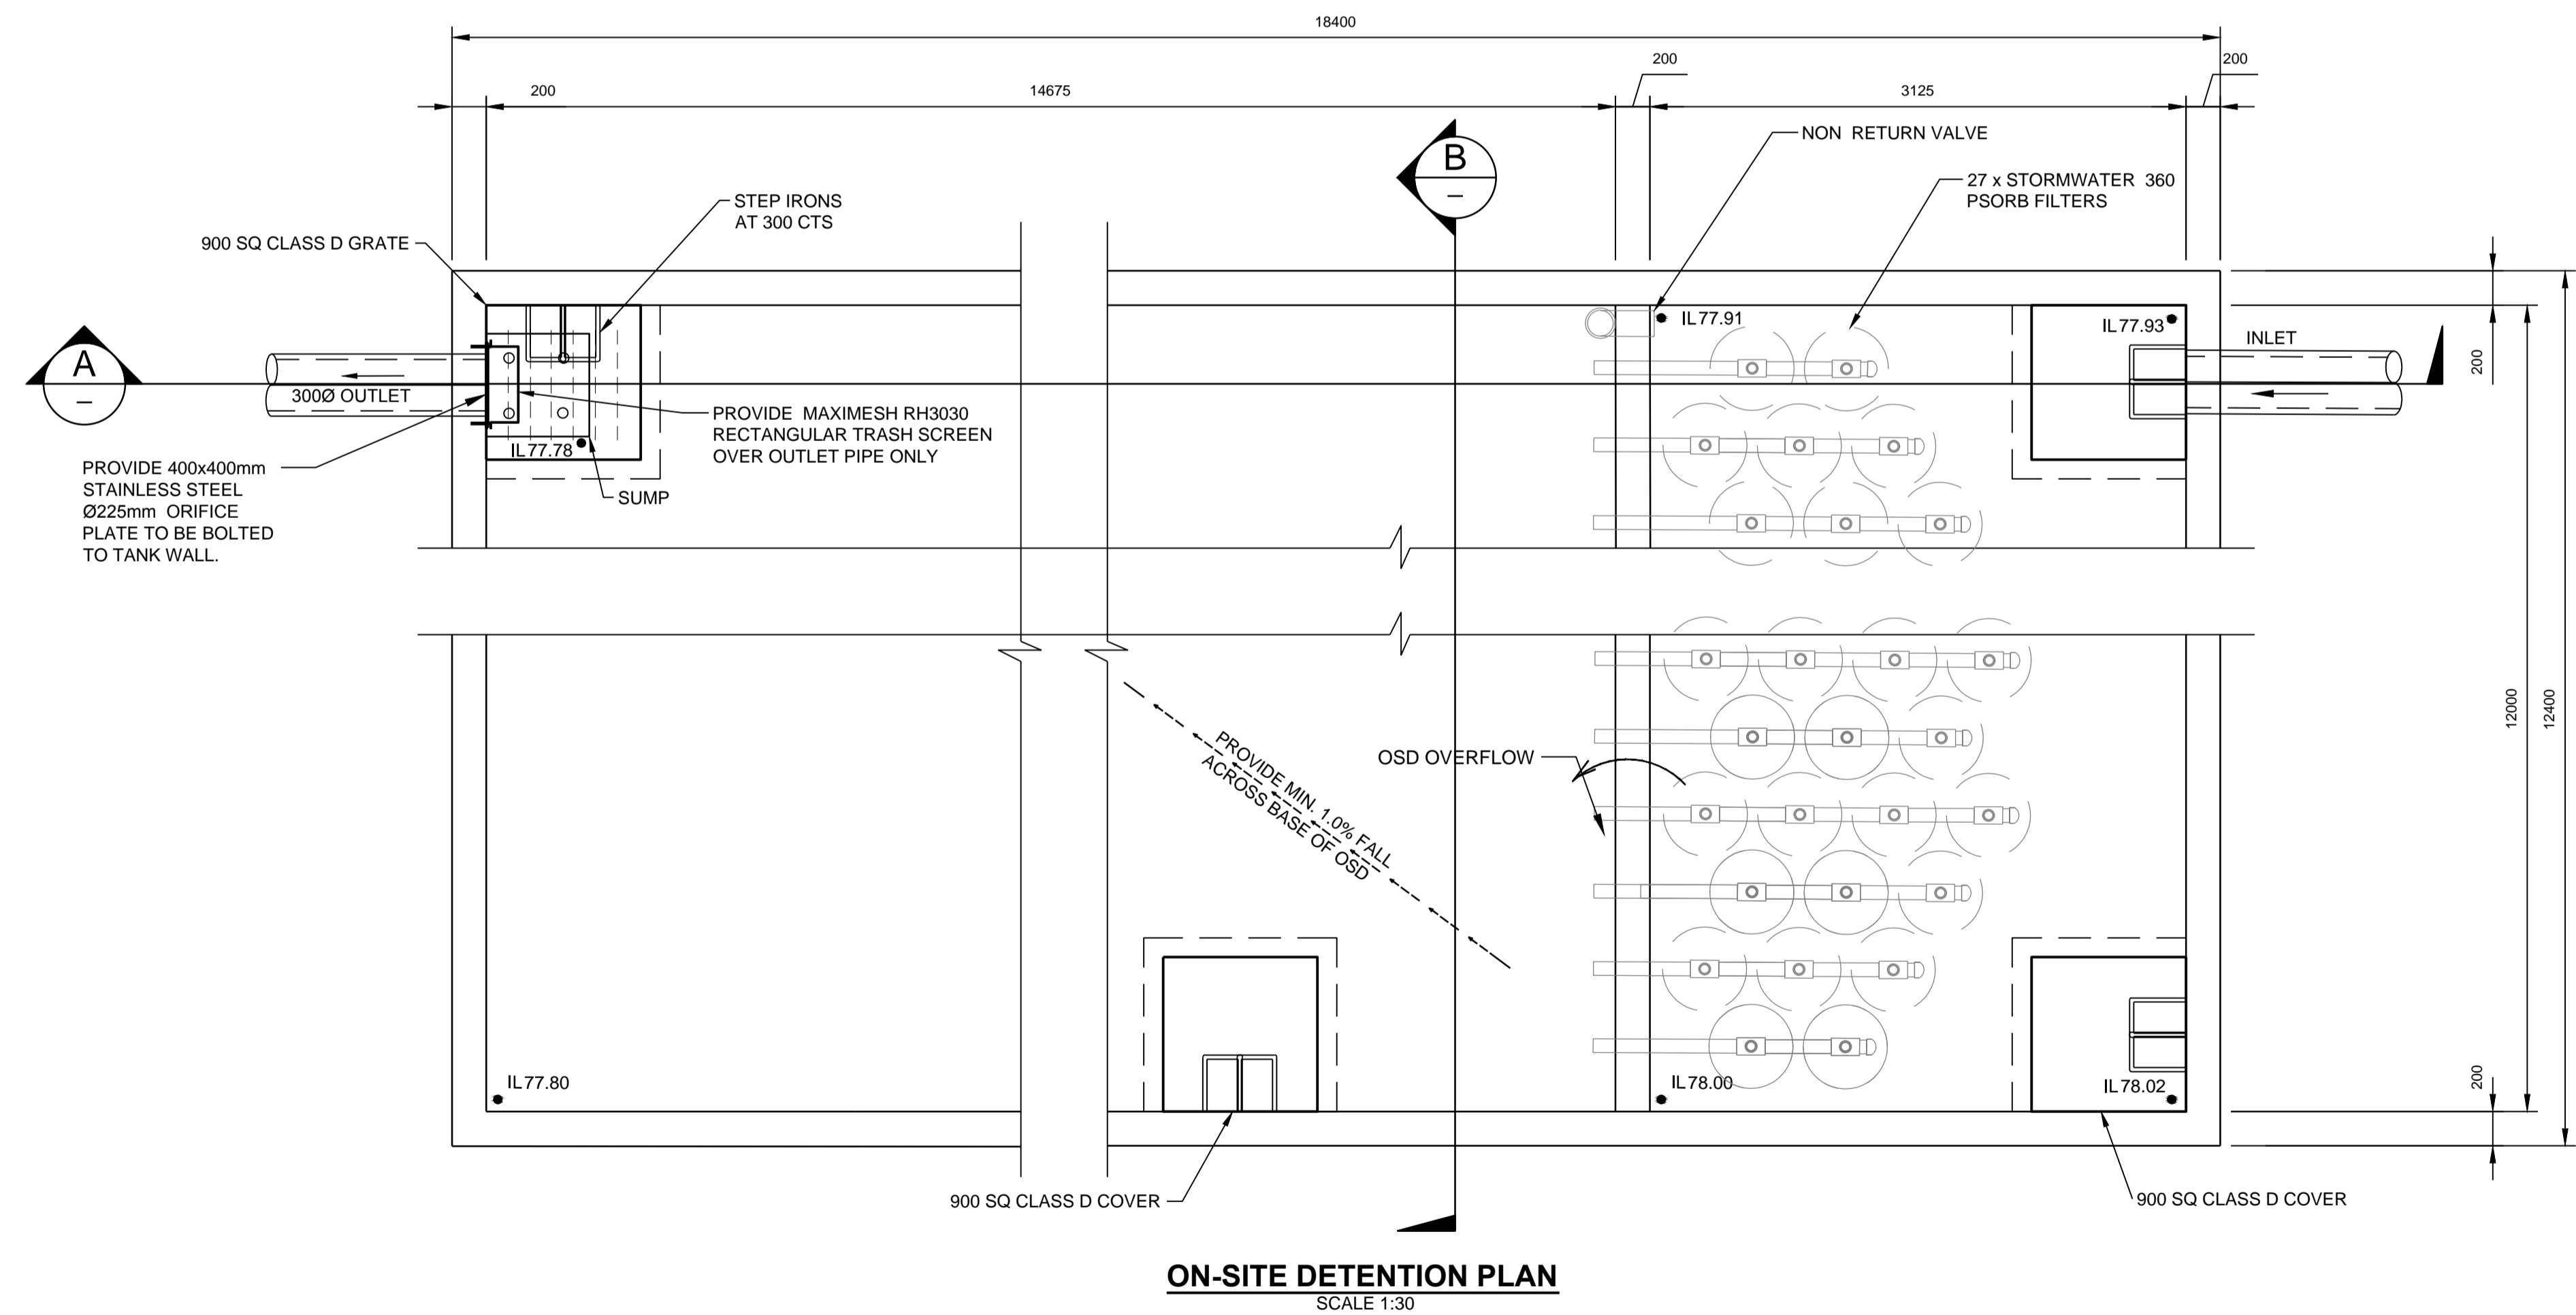 18400
200
200
200
14675
3125
B
–
NON RETURN VALVE
27 x STORMWATER 360
PSORB FILTERS
STEP IRONS
AT 300 CTS
900 SQ CLASS D GRATE
IL77.91
IL77.93
INLET
A
–
300Ø OUTLET
200
PROVIDE MAXIMESH RH3030
RECTANGULAR TRASH SCREEN
OVER OUTLET PIPE ONLY
IL77.78
SUMP
PROVIDE 400x400mm
STAINLESS STEEL
Ø225mm ORIFICE
PLATE TO BE BOLTED
TO TANK WALL.
12000
12400
OSD OVERFLOW
PROVIDE MIN. 1.0% FALL
ACROSS BASE OF OSD
IL77.80
IL78.00
IL78.02
200
900 SQ CLASS D COVER
900 SQ CLASS D COVER
ON-SITE DETENTION PLAN
SCALE 1:30